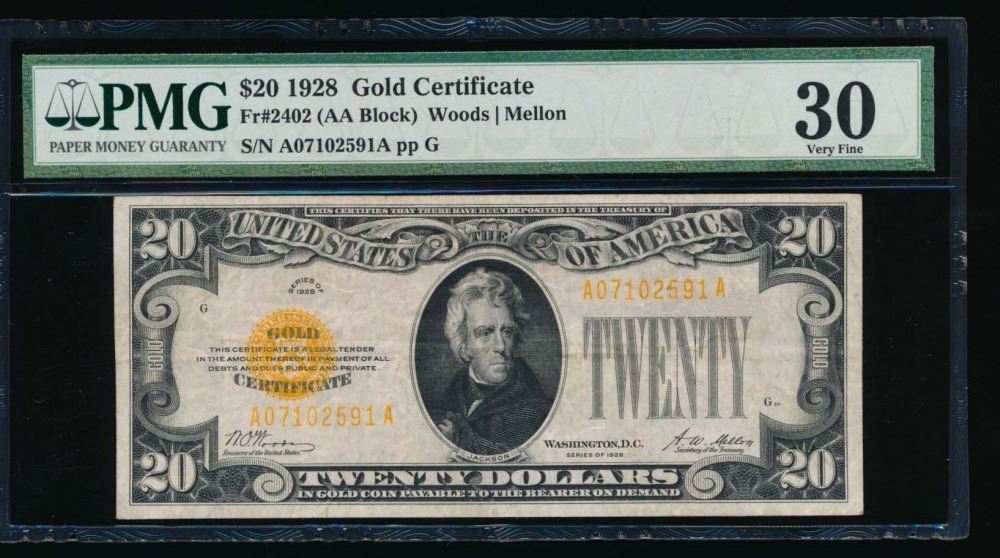 PMG
PAPER MONEY GUARANTY
$20 1928 Gold Certificate
Fr#2402 (AA Block) Woods | Mellon
S/N A07102591A pp G
30
Very Fine
THIS CERTIFIES THAT THERE HAVE BEEN DEPOSITED IN THE TREASURY OF
20
UNITED STATES THE OF AMERICA
20
SERIES OF
1928
A07102591A
G
GOLD
THIS CERTIFICATE IS A LEGAL TENDER
IN THE AMOUNT THEREOF IN PAYMENT OF ALL
DEBTS AND DUES PUBLIC AND PRIVATE
CERTIFICATE
GOLD
TWENTY
GOLD
G
A07102591A
WASHINGTON, D.C.
SERIES OF 1928
W.O. Woods
Treasurer of the United States.
A.W. Mellon
Secretary of the Treasury.
JACKSON
20
TWENTY DOLLARS
20
IN GOLD COIN PAYABLE TO THE BEARER ON DEMAND